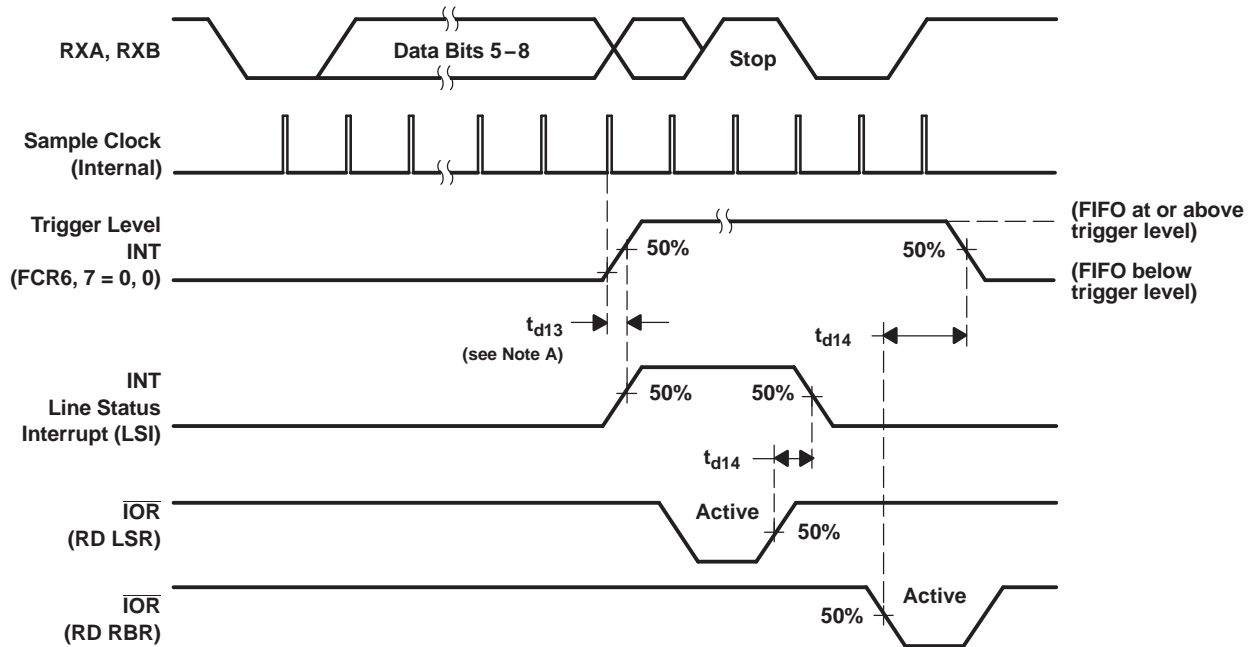 RXA, RXB
Data Bits 5–8
Stop
Sample Clock
(Internal)
Trigger Level
INT
(FCR6, 7 = 0, 0)
50%
50%
(FIFO at or above
trigger level)
(FIFO below
trigger level)
td13
(see Note A)
td14
INT
Line Status
Interrupt (LSI)
50%
50%
td14
IOR
(RD LSR)
Active
50%
IOR
(RD RBR)
50%
Active